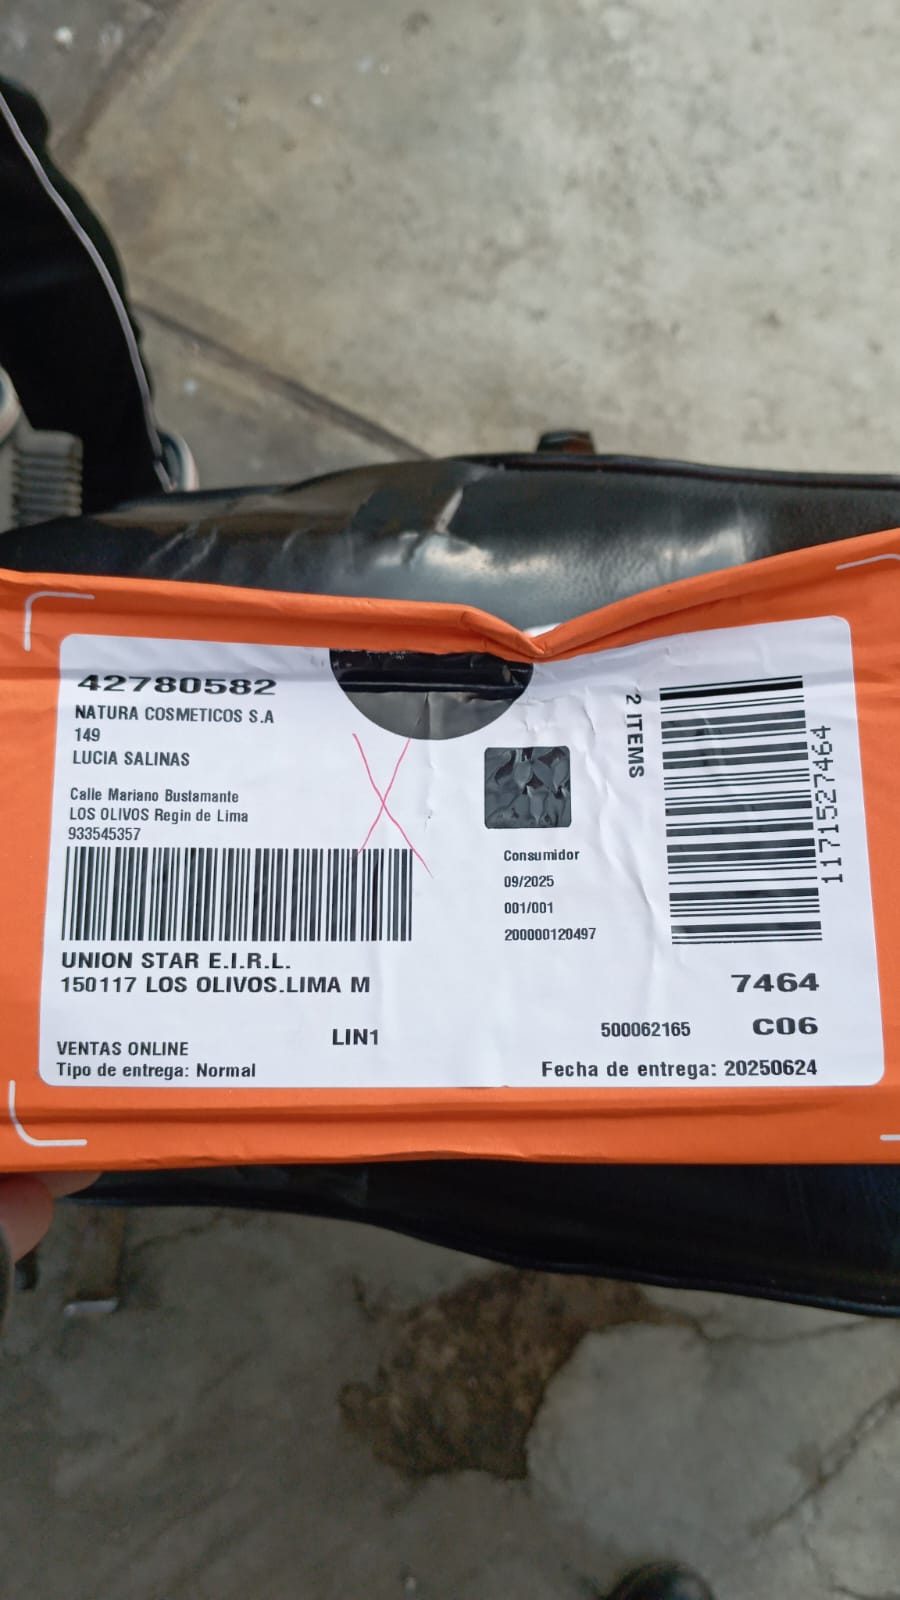 42780582
NATURA COSMETICOS S.A
149
LUCIA SALINAS
Calle Mariano Bustamante
LOS OLIVOS Regin de Lima
933545357
UNION STAR E.I.R.L.
150117 LOS OLIVOS.LIMA M
LIN1
VENTAS ONLINE
Tipo de entrega: Normal
2 ITEMS
1171527464
Consumidor
09/2025
001/001
200000120497
7464
500062165
C06
Fecha de entrega: 20250624